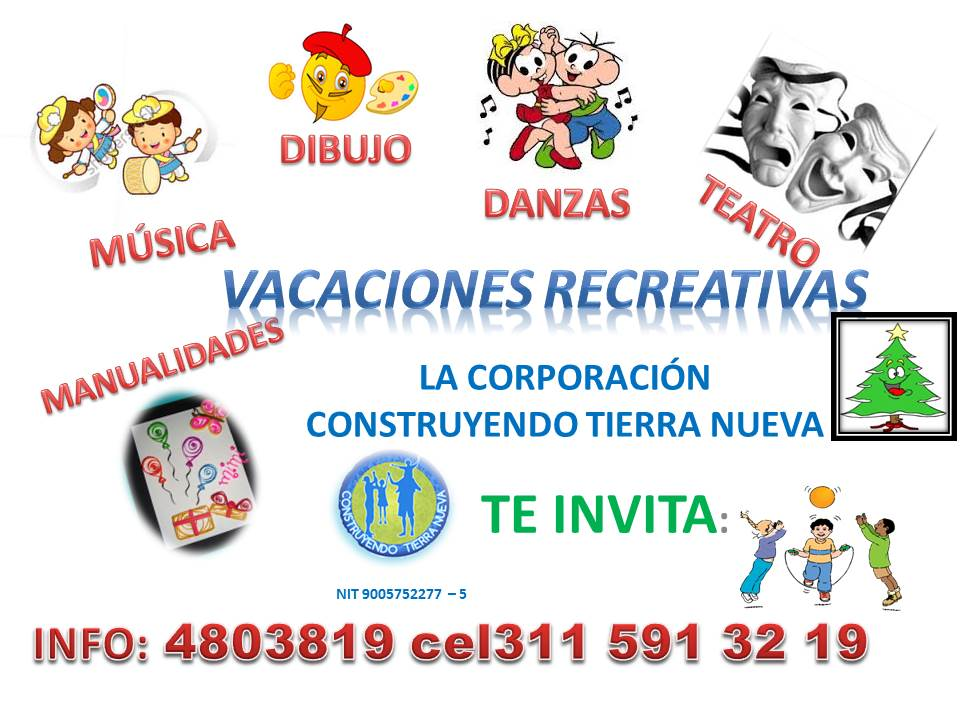 DIBUJO
DANZAS
TEATRO
MÚSICA
VACACIONES RECREATIVAS
MANUALIDADES
LA CORPORACIÓN
CONSTRUYENDO TIERRA NUEVA
mimi
CONSTRUYENDO TIERRA NUEVA
TE INVITA:
NIT 9005752277 – 5
INFO: 4803819 cel311 591 32 19